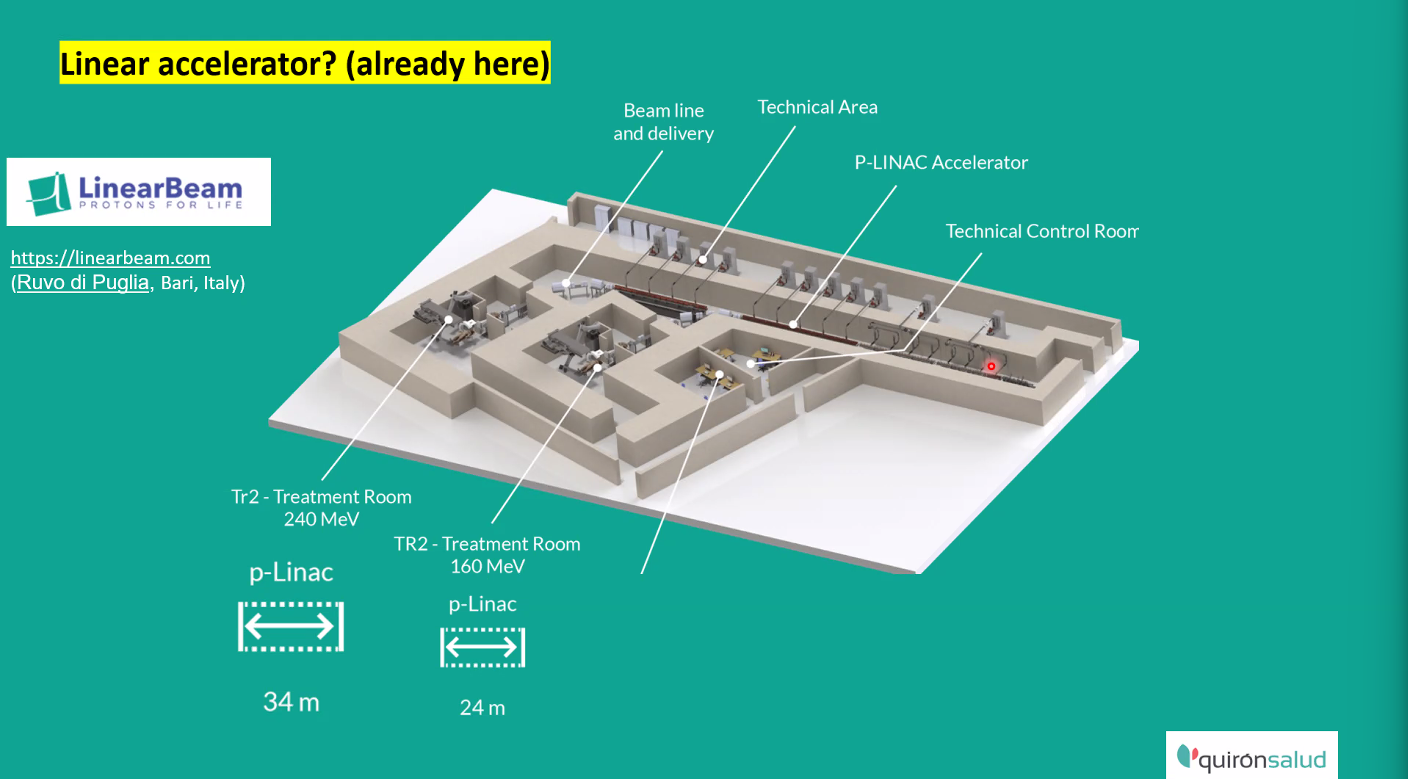 Linear accelerator? (already here)
Beam line
and delivery
Technical Area
P-LINAC Accelerator
Technical Control Room
LinearBeam
PROTONS FOR LIFE
https://linearbeam.com
(Ruvo di Puglia, Bari, Italy)
Tr2 - Treatment Room
240 MeV
TR2 - Treatment Room
160 MeV
p-Linac
34 m
p-Linac
24 m
quirónsalud